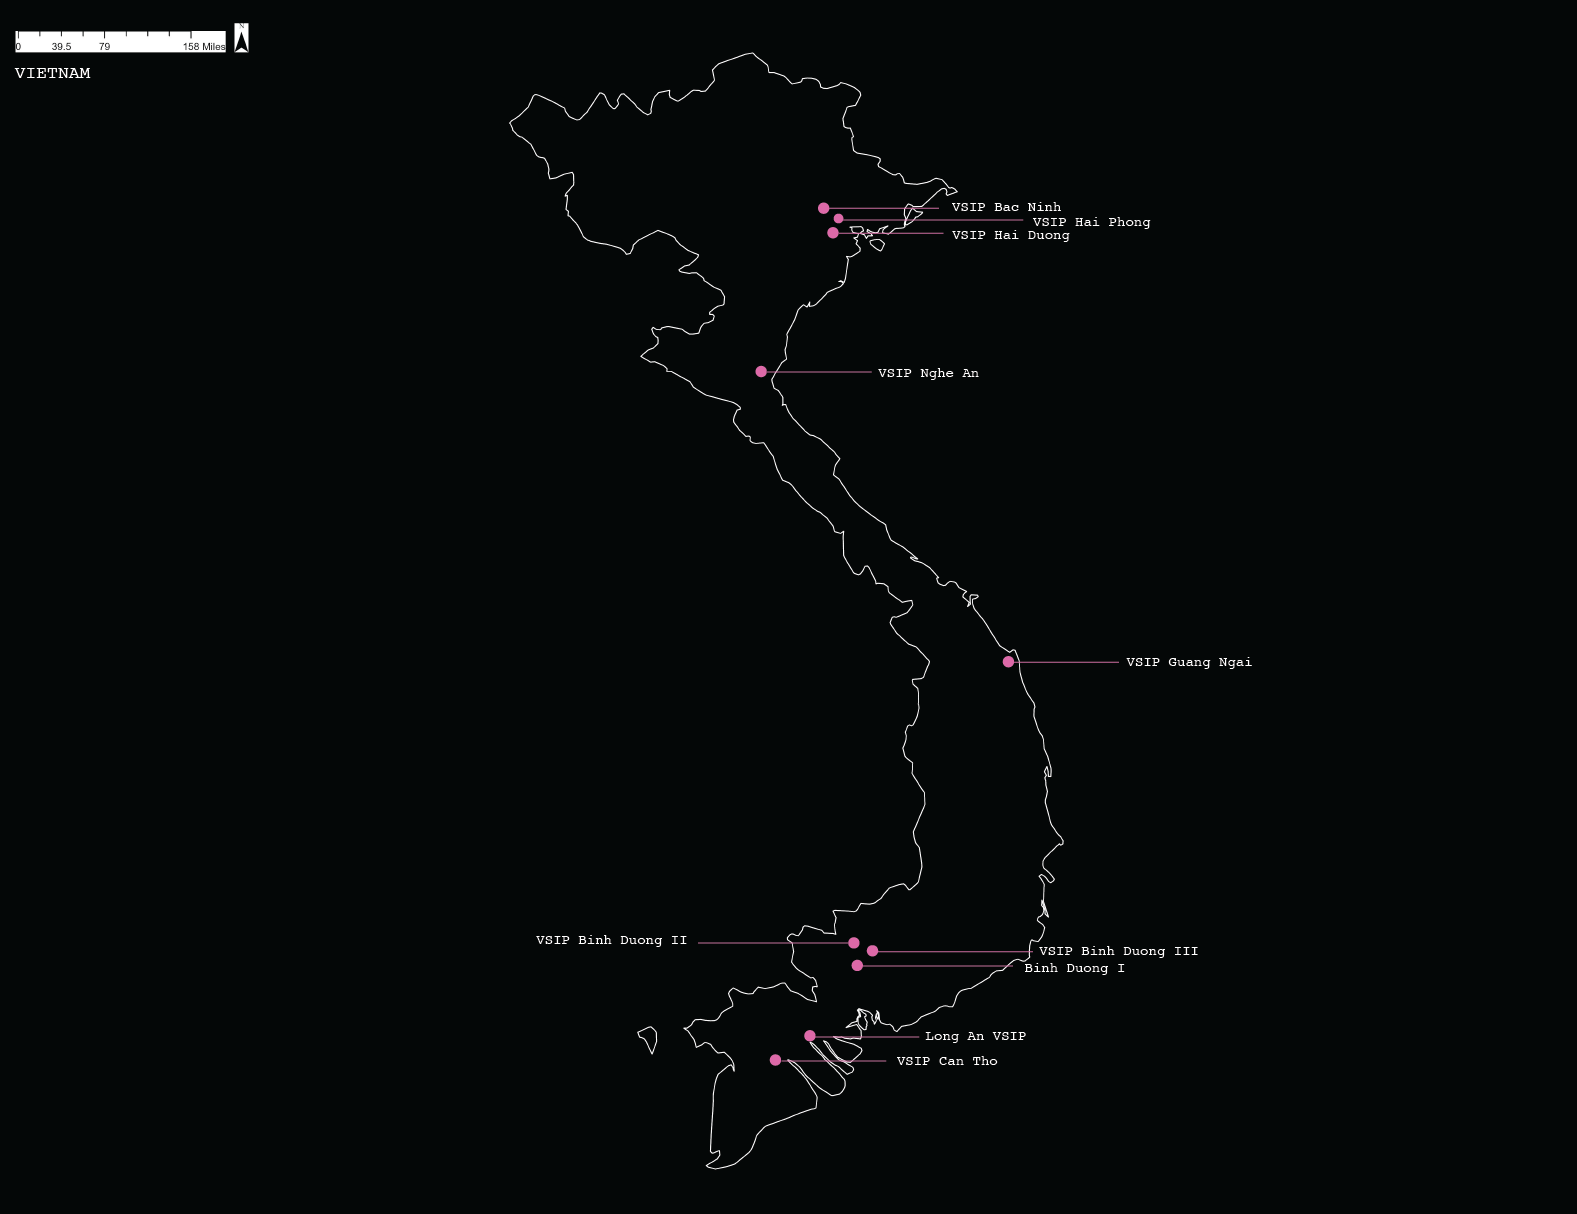 N
0 39.5 79 158 Miles
VIETNAM
VSIP Bac Ninh
VSIP Hai Phong
VSIP Hai Duong
VSIP Nghe An
VSIP Guang Ngai
VSIP Binh Duong II
VSIP Binh Duong III
Binh Duong I
Long An VSIP
VSIP Can Tho